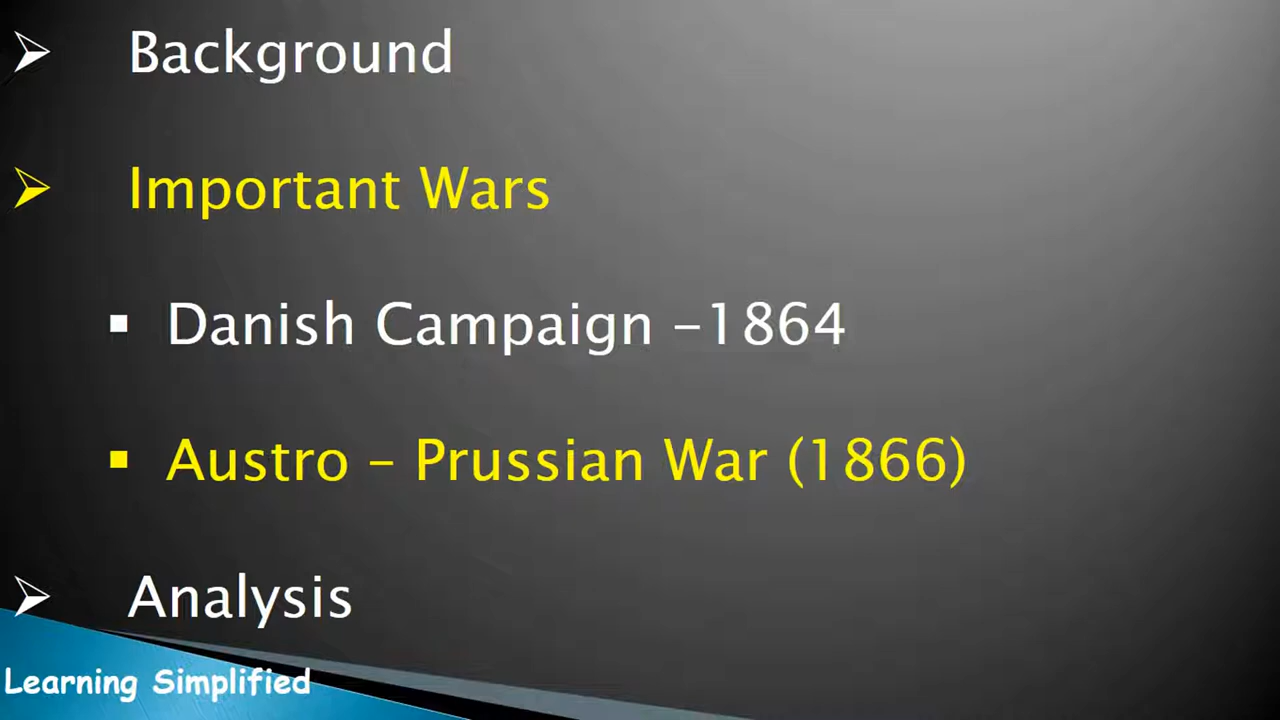 Background
Important Wars
Danish Campaign -1864
Austro – Prussian War (1866)
Analysis
Learning Simplified